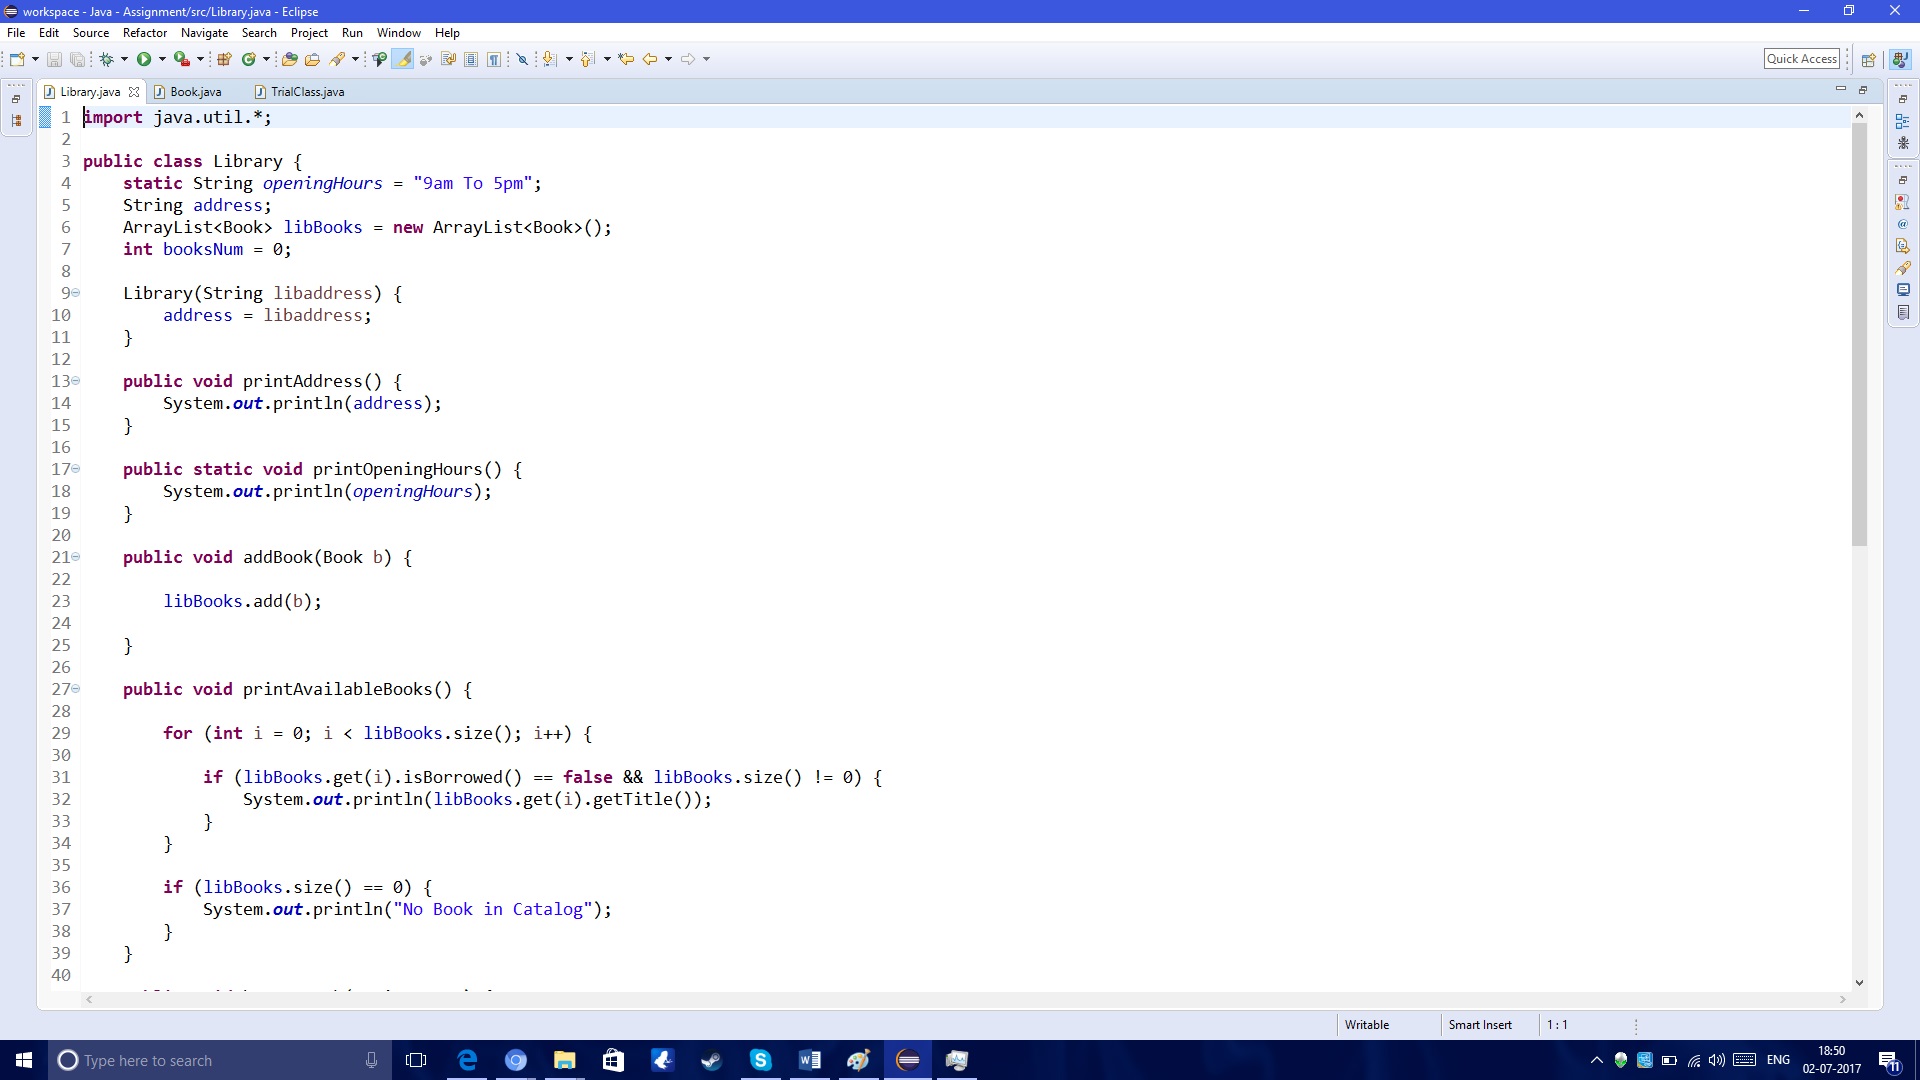 workspace - Java - Assignment/src/Library.java - Eclipse
File Edit Source Refactor Navigate Search Project Run Window Help
Quick Access
Library.java Book.java TrialClass.java
1 import java.util.*;
2
3 public class Library {
4     static String openingHours = "9am To 5pm";
5     String address;
6     ArrayList<Book> libBooks = new ArrayList<Book>();
7     int booksNum = 0;
8
9     Library(String libaddress) {
10         address = libaddress;
11     }
12
13     public void printAddress() {
14         System.out.println(address);
15     }
16
17     public static void printOpeningHours() {
18         System.out.println(openingHours);
19     }
20
21     public void addBook(Book b) {
22
23         libBooks.add(b);
24
25     }
26
27     public void printAvailableBooks() {
28
29         for (int i = 0; i < libBooks.size(); i++) {
30
31             if (libBooks.get(i).isBorrowed() == false && libBooks.size() != 0) {
32                 System.out.println(libBooks.get(i).getTitle());
33             }
34         }
35
36         if (libBooks.size() == 0) {
37             System.out.println("No Book in Catalog");
38         }
39     }
40
Writable Smart Insert 1 : 1
Type here to search
ENG
18:50
02-07-2017
11